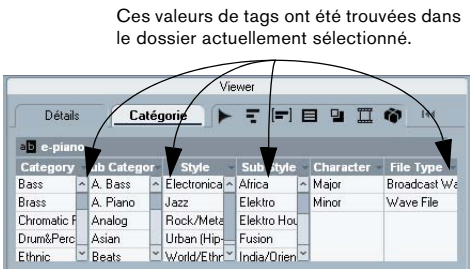 Ces valeurs de tags ont été trouvées dans
le dossier actuellement sélectionné.
Viewer
Détails Catégorie
ab e-piano
Category ub Categor Style Sub Style Character File Type
Bass A. Bass Electronica Africa Major Broadcast Wa
Brass A. Piano Jazz Elektro Minor Wave File
Chromatic F Analog Rock/Meta Elektro Hou
Drum&Perc Asian Urban (Hip- Fusion
Ethnic Beats World/Ethr India/Orien